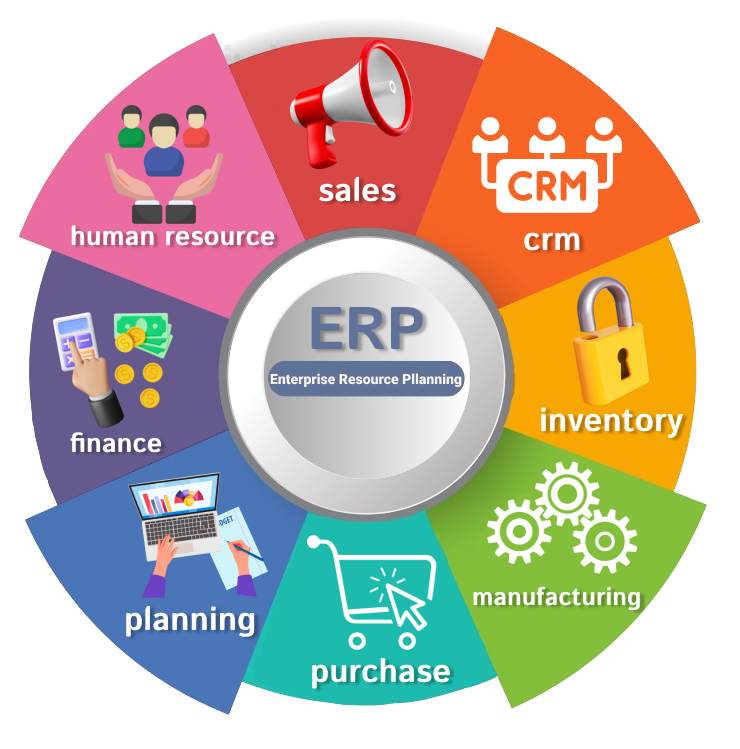 sales
CRM
crm
inventory
manufacturing
purchase
planning
finance
human resource
ERP
Enterprise Resource Pllanning